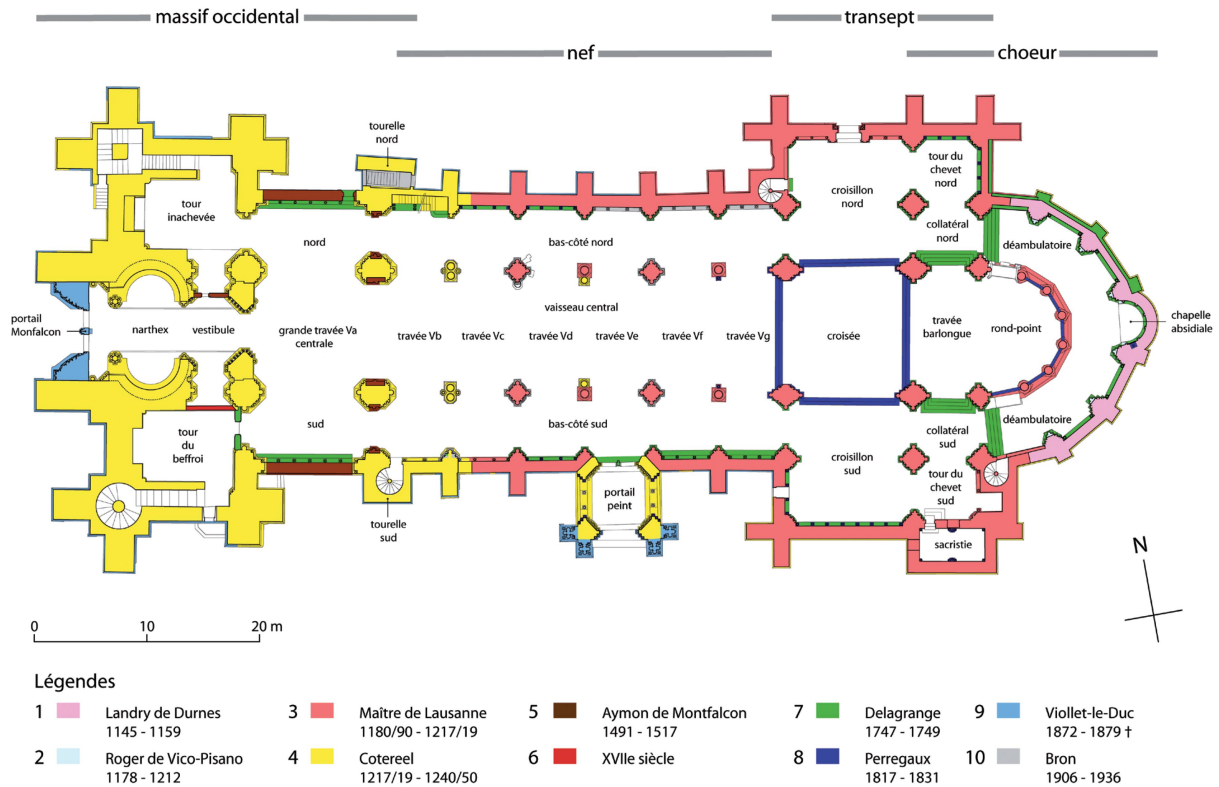 massif occidental
transept
nef
choeur
tourelle
nord
tour
inachevée
croisillon
nord
tour du
chevet
nord
nord
bas-côté nord
collatéral
nord
déambulatoire
portail
Monfalcon
narthex
vestibule
grande travée Va
centrale
vaisseau central
travée Vb
travée Vc
travée Vd
travée Ve
travée Vf
travée Vg
croisée
travée
barlongue
rond-point
chapelle
absidiale
tour
du
beffroi
sud
bas-côté sud
croisillon
sud
collatéral
sud
déambulatoire
tour du
chevet
sud
tourelle
sud
portail
peint
sacristie
N
0 10 20 m
Légendes
1 Landry de Durnes
1145 - 1159
2 Roger de Vico-Pisano
1178 - 1212
3 Maître de Lausanne
1180/90 - 1217/19
4 Cotereel
1217/19 - 1240/50
5 Aymon de Montfalcon
1491 - 1517
6 XVIIe siècle
7 Delagrange
1747 - 1749
8 Perregaux
1817 - 1831
9 Viollet-le-Duc
1872 - 1879 †
10 Bron
1906 - 1936